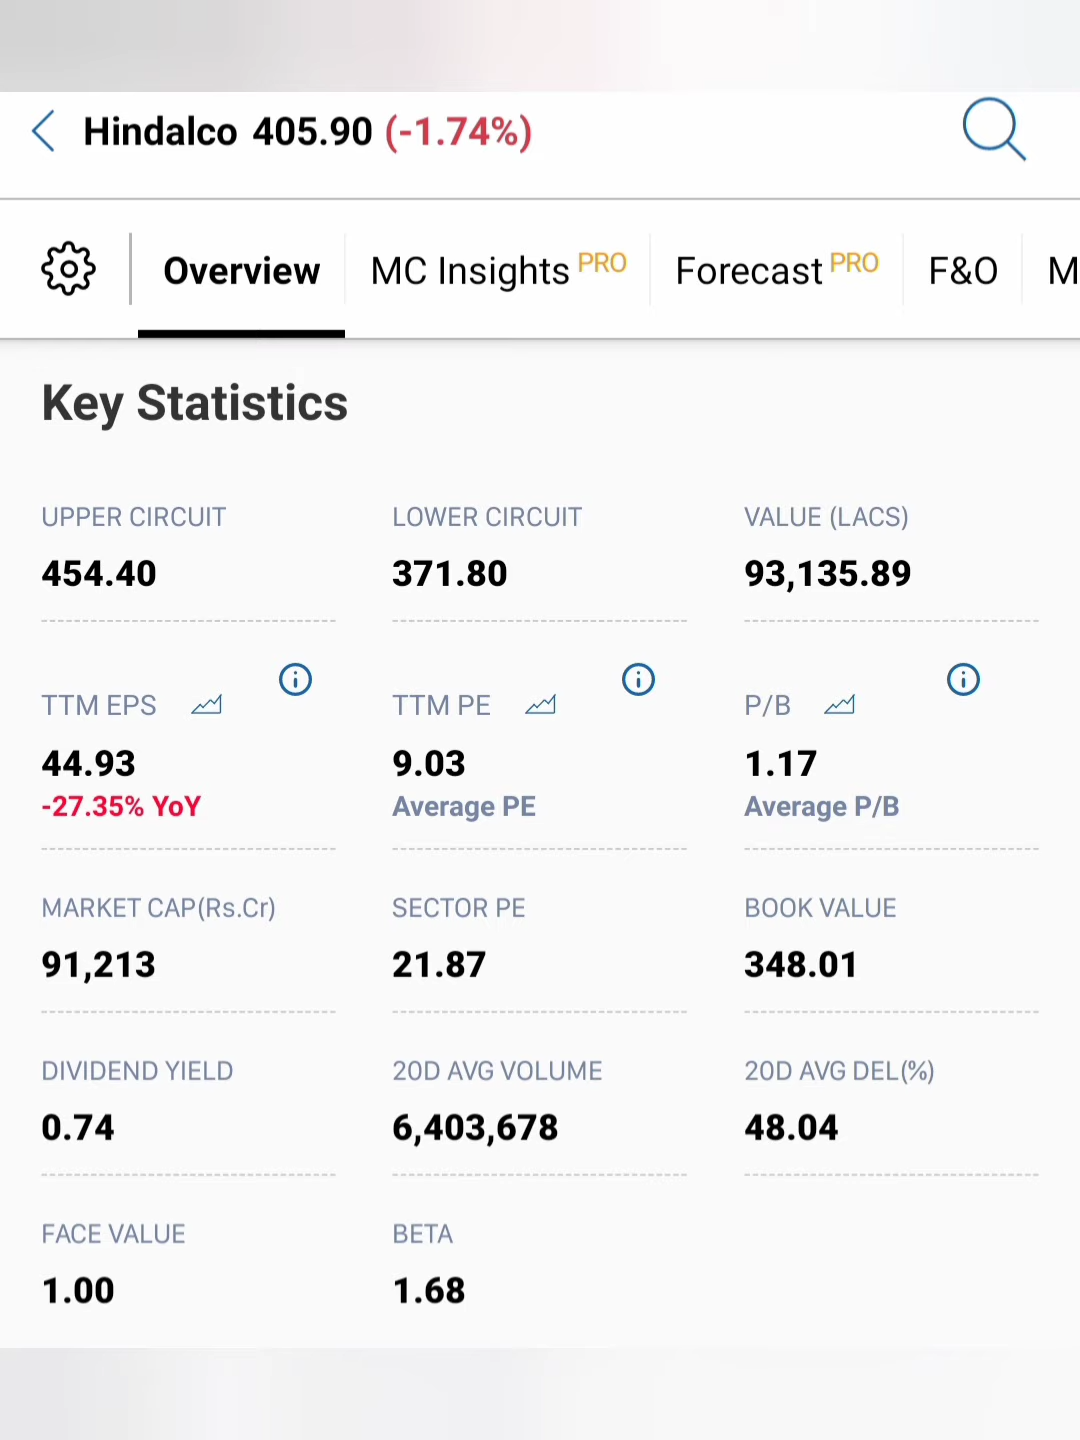 Hindalco 405.90 (-1.74%)
Overview MC Insights PRO Forecast PRO F&O M
Key Statistics
UPPER CIRCUIT LOWER CIRCUIT VALUE (LACS)
454.40 371.80 93,135.89
TTM EPS TTM PE P/B
44.93 9.03 1.17
-27.35% YoY Average PE Average P/B
MARKET CAP(Rs.Cr) SECTOR PE BOOK VALUE
91,213 21.87 348.01
DIVIDEND YIELD 20D AVG VOLUME 20D AVG DEL(%)
0.74 6,403,678 48.04
FACE VALUE BETA
1.00 1.68